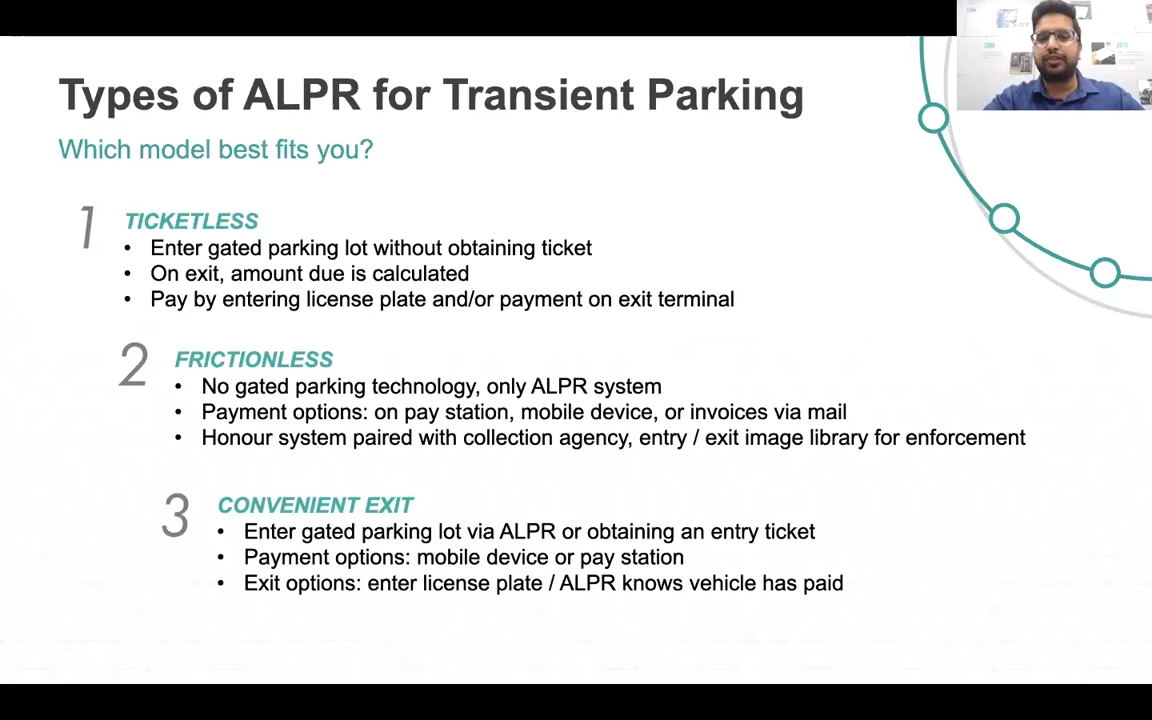 Types of ALPR for Transient Parking
Which model best fits you?
1
TICKETLESS
• Enter gated parking lot without obtaining ticket
• On exit, amount due is calculated
• Pay by entering license plate and/or payment on exit terminal
2
FRICTIONLESS
• No gated parking technology, only ALPR system
• Payment options: on pay station, mobile device, or invoices via mail
• Honour system paired with collection agency, entry / exit image library for enforcement
3
CONVENIENT EXIT
• Enter gated parking lot via ALPR or obtaining an entry ticket
• Payment options: mobile device or pay station
• Exit options: enter license plate / ALPR knows vehicle has paid